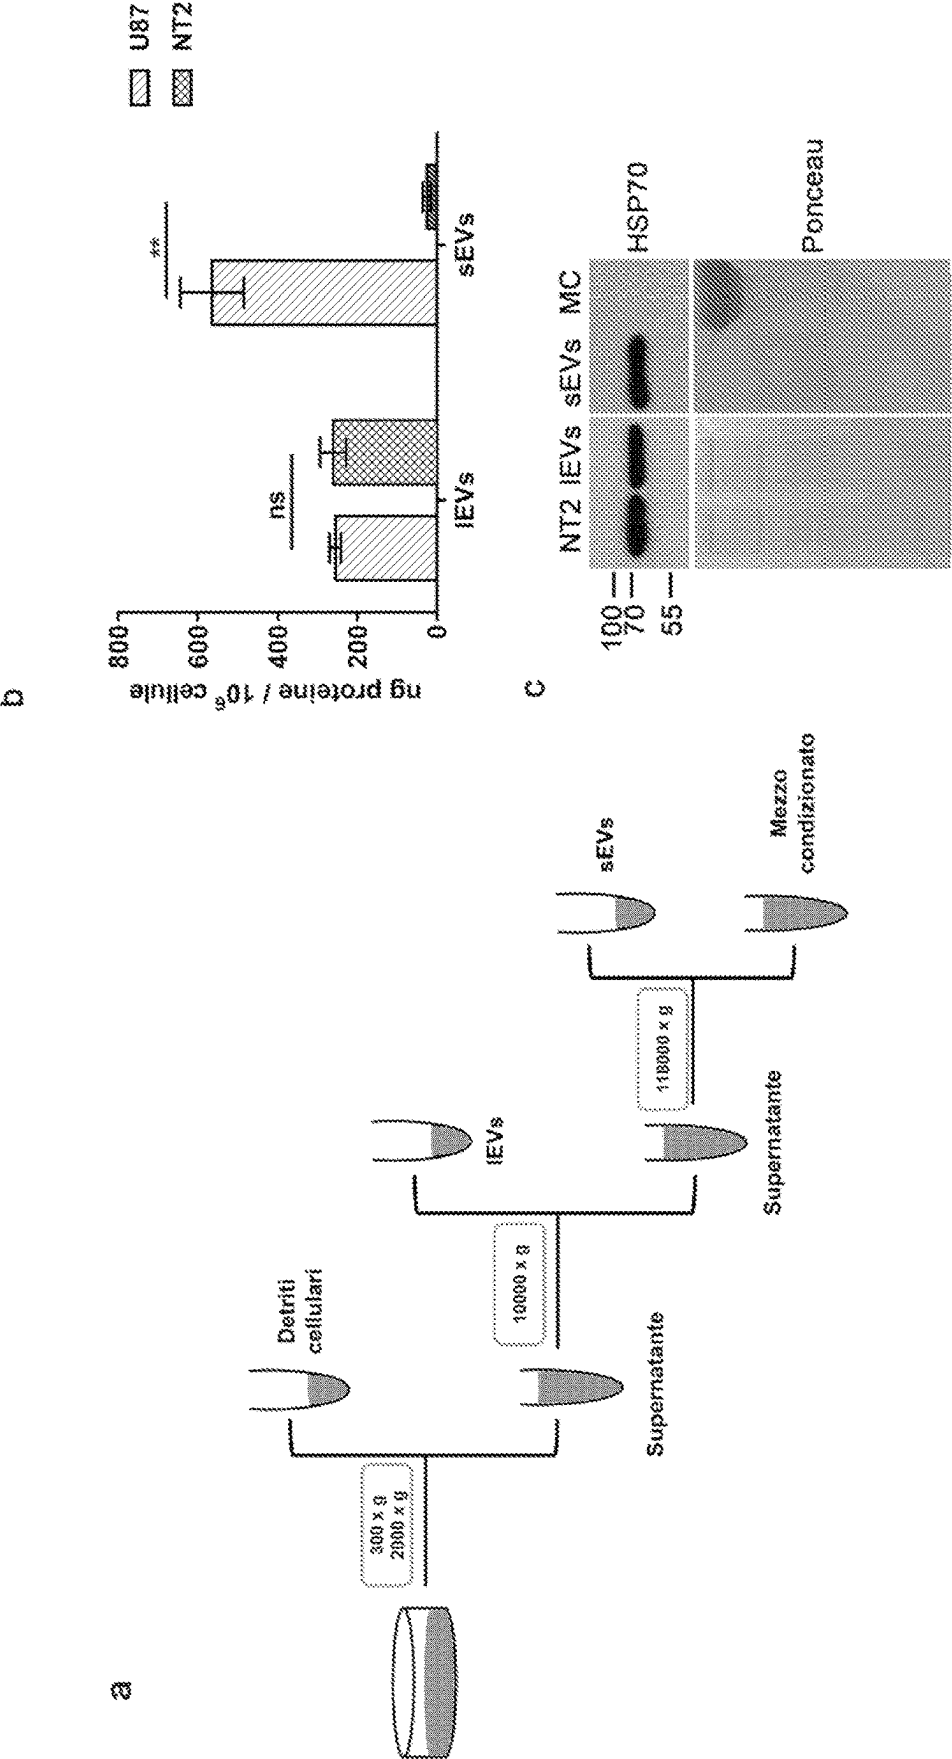 a
300 x g
2000 x g
Detriti
cellulari
Supernatante
10000 x g
lEVs
Supernatante
118000 x g
sEVs
Mezzo
condizionato
b
ng proteine / 10⁶ cellule
800
600
400
200
0
ns
**
lEVs
sEVs
U87
NT2
c
NT2 lEVs sEVs MC
100
70
55
HSP70
Ponceau